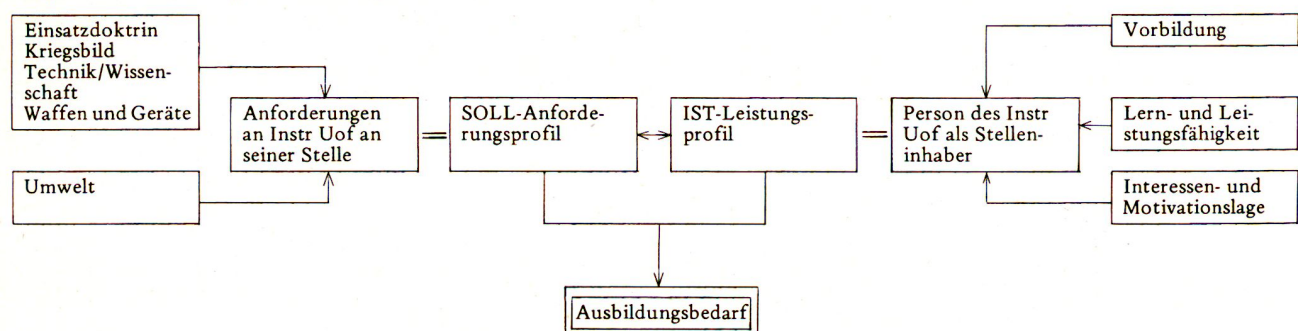 Einsatzdoktrin
Kriegsbild
Technik/Wissen-
schaft
Waffen und Geräte
Umwelt
Anforderungen
an Instr Uof an
seiner Stelle
SOLL-Anforde-
rungsprofil
IST-Leistungs-
profil
Person des Instr
Uof als Stellen-
inhaber
Vorbildung
Lern- und Lei-
stungsfähigkeit
Interessen- und
Motivationslage
Ausbildungsbedarf